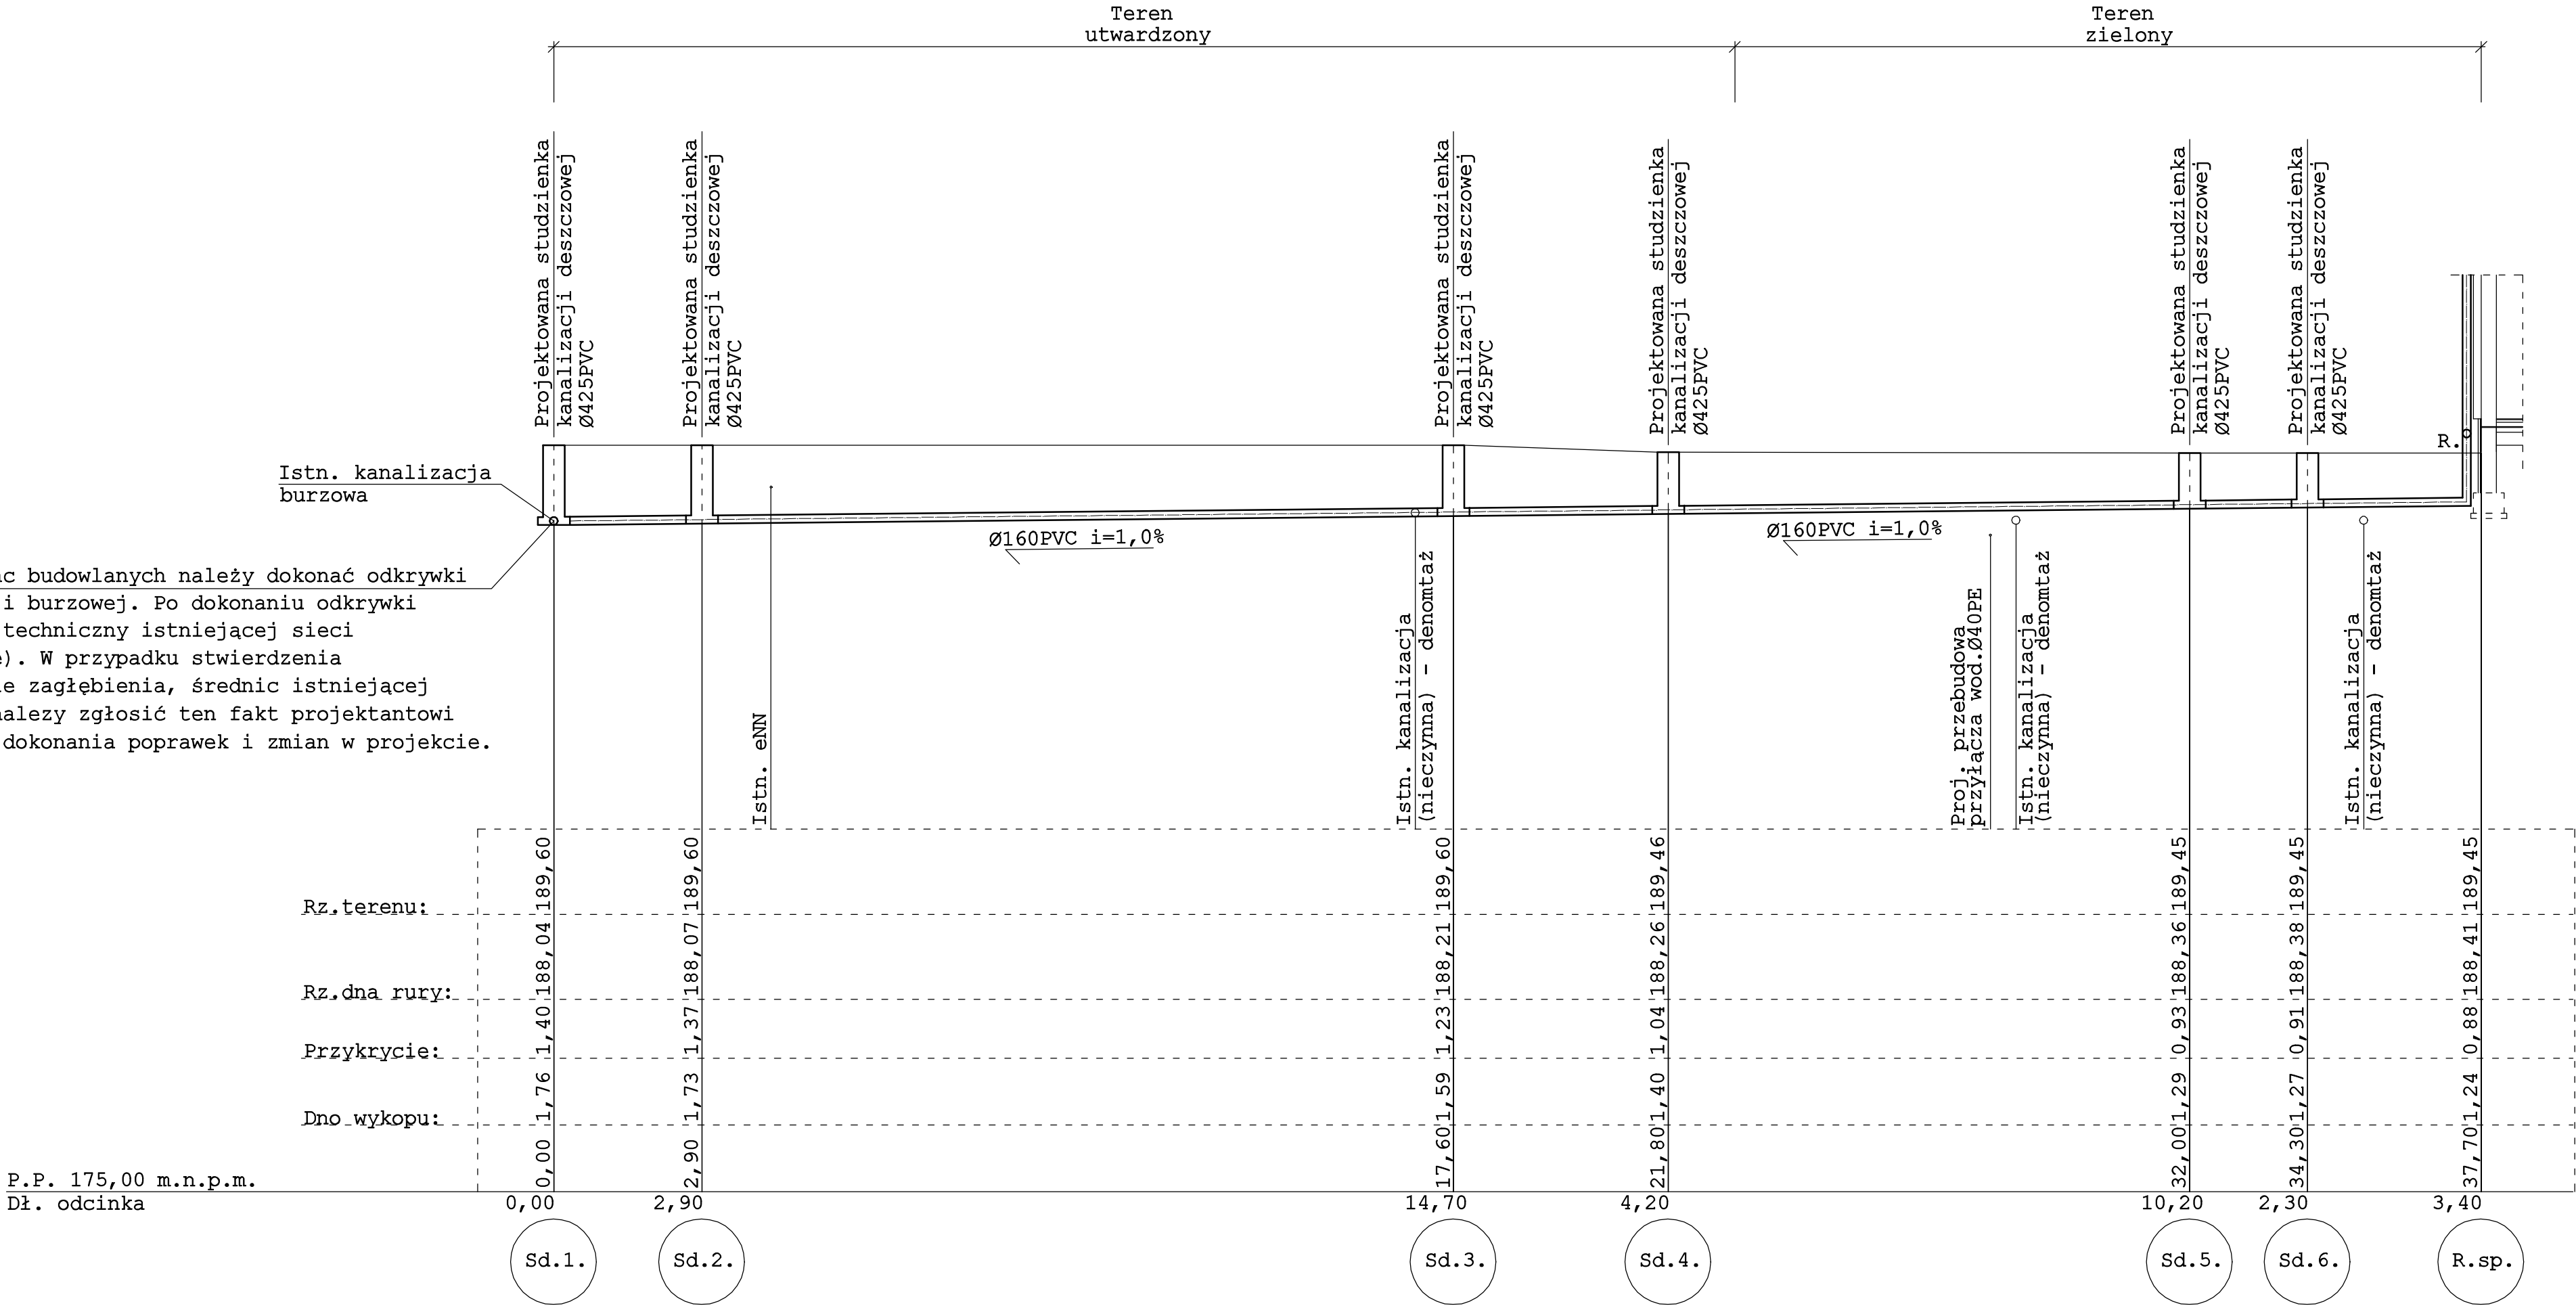 Teren
utwardzony
Teren
zielony
Projektowana studzienka
kanalizacji deszczowej
Ø425PVC
Projektowana studzienka
kanalizacji deszczowej
Ø425PVC
Projektowana studzienka
kanalizacji deszczowej
Ø425PVC
Projektowana studzienka
kanalizacji deszczowej
Ø425PVC
Projektowana studzienka
kanalizacji deszczowej
Ø425PVC
Projektowana studzienka
kanalizacji deszczowej
Ø425PVC
R.
Istn. kanalizacja
burzowa
Ø160PVC i=1,0%
Ø160PVC i=1,0%
c budowlanych należy dokonać odkrywki
i burzowej. Po dokonaniu odkrywki
techniczny istniejącej sieci
). W przypadku stwierdzenia
e zagłębienia, średnic istniejącej
nalezy zgłosić ten fakt projektantowi
dokonania poprawek i zmian w projekcie.
Istn. eNN
Istn. kanalizacja
(nieczynna) - denomtaż
Proj. przebudowa
przyłącza wod.Ø40PE
Istn. kanalizacja
(nieczynna) - denomtaż
Istn. kanalizacja
(nieczynna) - denomtaż
Rz.terenu: 189,60 189,60 189,60 189,46 189,45 189,45 189,45
Rz.dna rury: 188,04 188,07 188,21 188,26 188,36 188,38 188,41
Przykrycie: 1,40 1,37 1,23 1,04 0,93 0,91 0,88
Dno wykopu: 1,76 1,73 1,59 1,40 1,29 1,27 1,24
P.P. 175,00 m.n.p.m. 0,00 2,90 17,60 21,80 32,00 34,30 37,70
Dł. odcinka 0,00 2,90 14,70 4,20 10,20 2,30 3,40
Sd.1. Sd.2. Sd.3. Sd.4. Sd.5. Sd.6. R.sp.